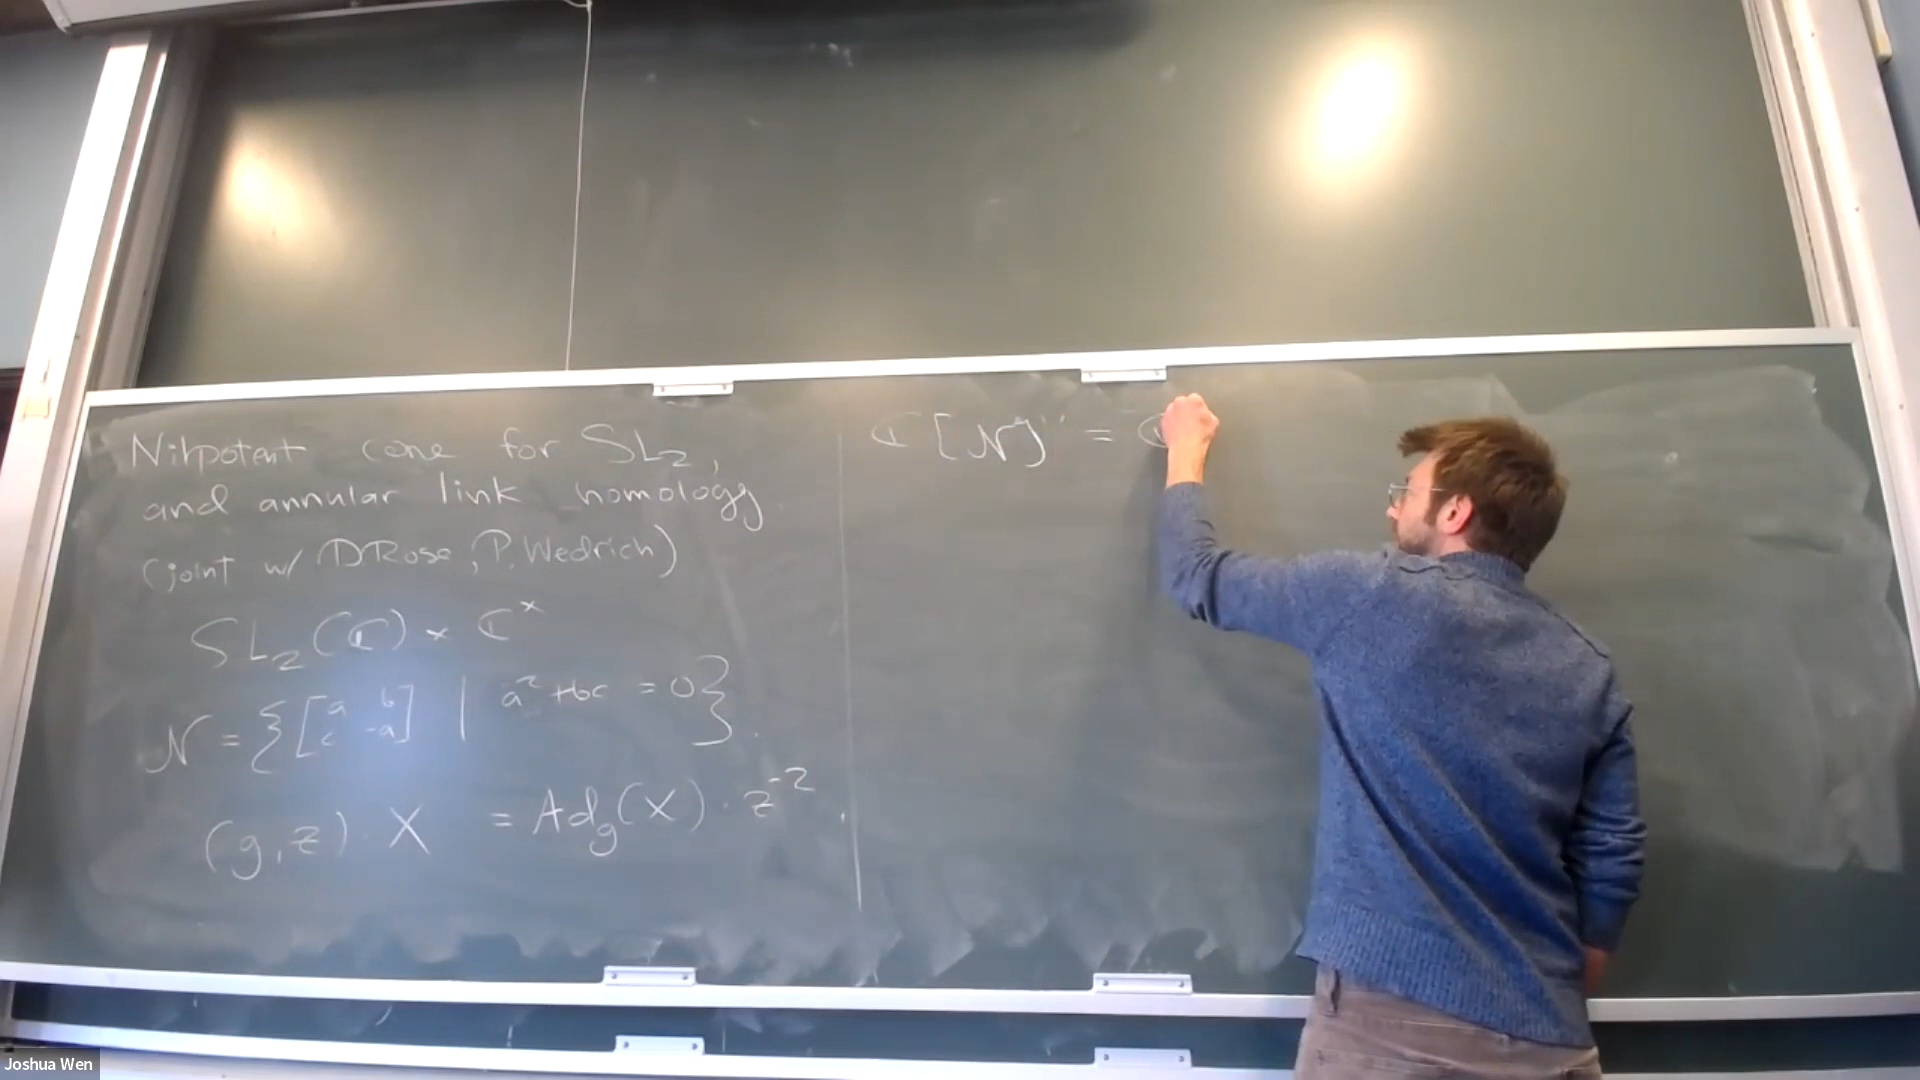 Nilpotent cone for SL₂,
and annular link homology.
(joint w/ D.Rose, P.Wedrich)
SL₂(ℂ) × ℂ^×
𝒩 = {[a b c -a] | a² + bc = 0}.
(g,z)·X = Ad_g(X)·z⁻².
ℂ[𝒩] = ℂ
Joshua Wen